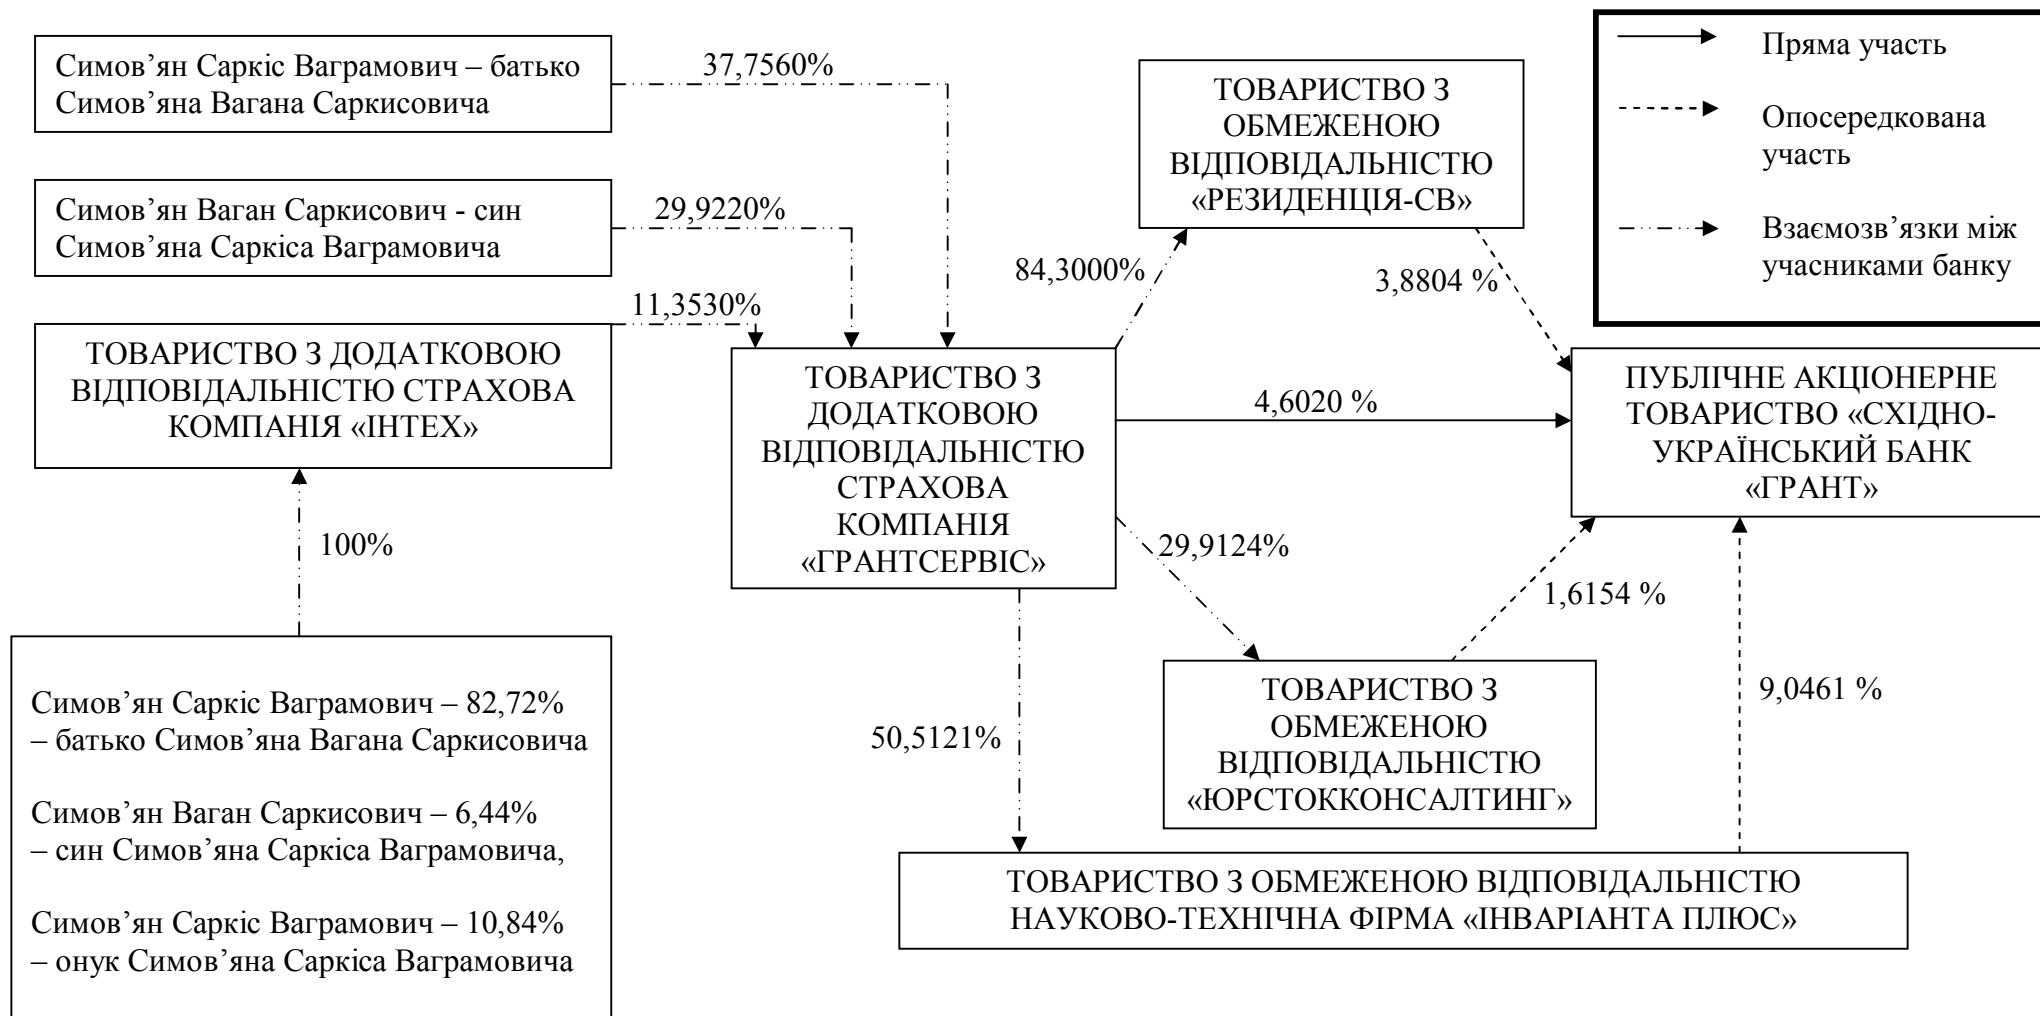 Симов’ян Саркіс Ваграмович – батько
Симов’яна Вагана Саркисовича
37,7560%
Симов’ян Ваган Саркисович - син
Симов’яна Саркіса Ваграмовича
29,9220%
11,3530%
ТОВАРИСТВО З ДОДАТКОВОЮ
ВІДПОВІДАЛЬНІСТЮ СТРАХОВА
КОМПАНІЯ «ІНТЕХ»
100%
Симов’ян Саркіс Ваграмович – 82,72%
– батько Симов’яна Вагана Саркисовича
Симов’ян Ваган Саркисович – 6,44%
– син Симов’яна Саркіса Ваграмовича,
Симов’ян Саркіс Ваграмович – 10,84%
– онук Симов’яна Саркіса Ваграмовича
ТОВАРИСТВО З
ДОДАТКОВОЮ
ВІДПОВІДАЛЬНІСТЮ
СТРАХОВА
КОМПАНІЯ
«ГРАНТСЕРВІС»
84,3000%
ТОВАРИСТВО З
ОБМЕЖЕНОЮ
ВІДПОВІДАЛЬНІСТЮ
«РЕЗИДЕНЦІЯ-СВ»
3,8804 %
4,6020 %
29,9124%
ТОВАРИСТВО З
ОБМЕЖЕНОЮ
ВІДПОВІДАЛЬНІСТЮ
«ЮРСТОККОНСАЛТИНГ»
1,6154 %
50,5121%
ТОВАРИСТВО З ОБМЕЖЕНОЮ ВІДПОВІДАЛЬНІСТЮ
НАУКОВО-ТЕХНІЧНА ФІРМА «ІНВАРІАНТА ПЛЮС»
9,0461 %
ПУБЛІЧНЕ АКЦІОНЕРНЕ
ТОВАРИСТВО «СХІДНО-
УКРАЇНСЬКИЙ БАНК
«ГРАНТ»
Пряма участь
Опосередкована
участь
Взаємозв’язки між
учасниками банку